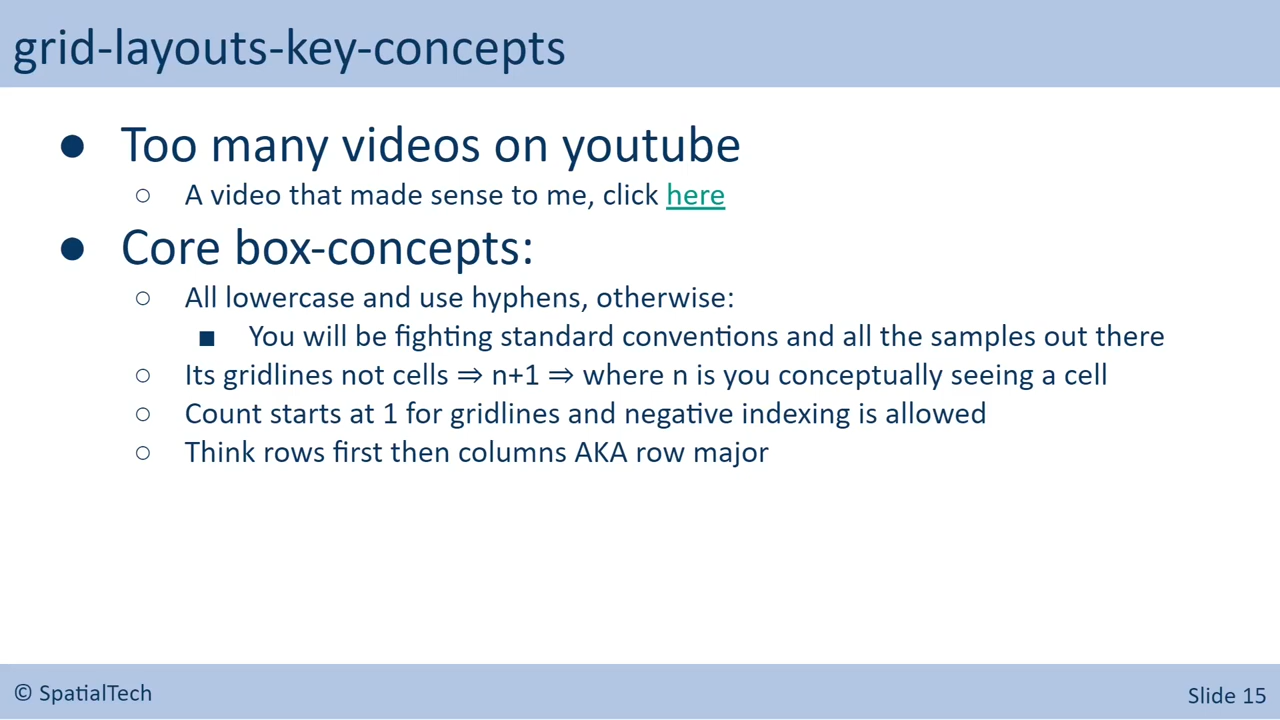 grid-layouts-key-concepts
● Too many videos on youtube
○ A video that made sense to me, click here
● Core box-concepts:
○ All lowercase and use hyphens, otherwise:
■ You will be fighting standard conventions and all the samples out there
○ Its gridlines not cells ⇒ n+1 ⇒ where n is you conceptually seeing a cell
○ Count starts at 1 for gridlines and negative indexing is allowed
○ Think rows first then columns AKA row major
© SpatialTech
Slide 15